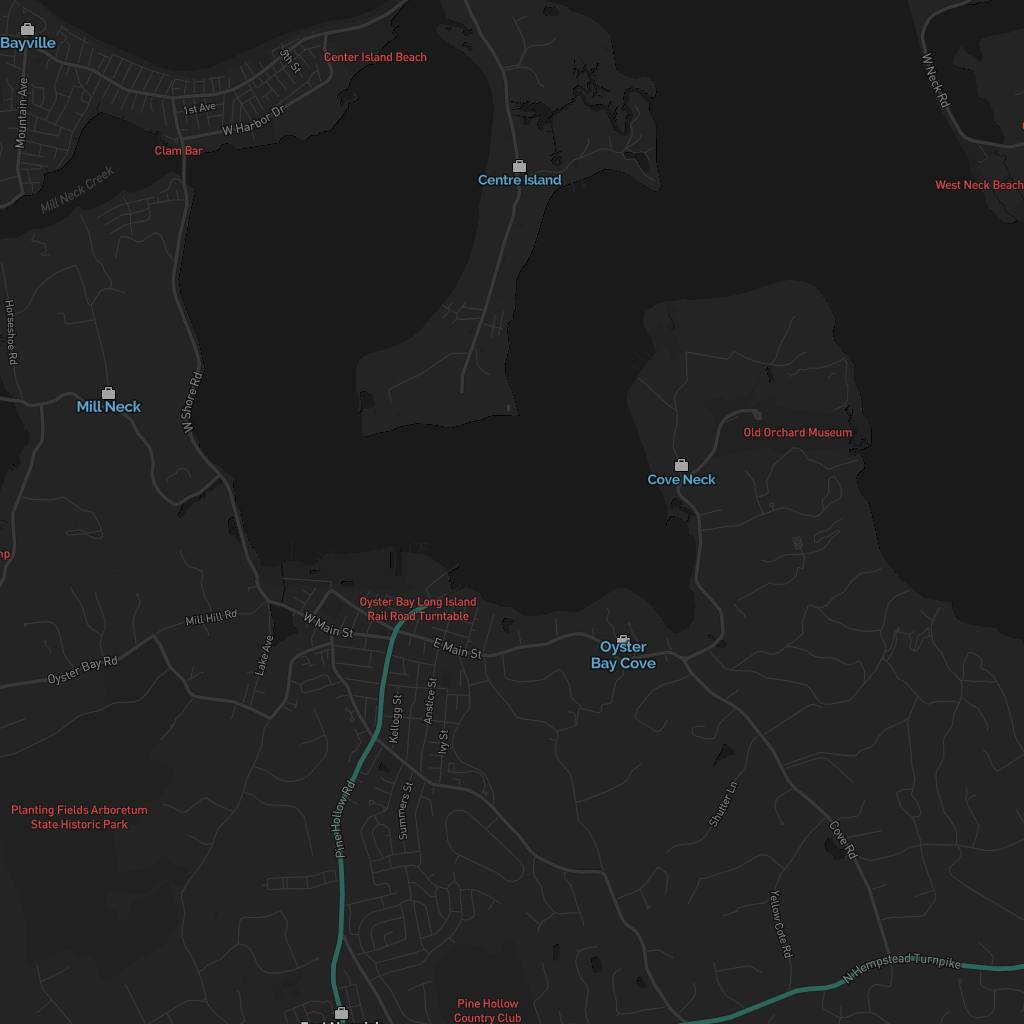 Bayville
Center Island Beach
5th St
W Neck Rd
Mountain Ave
1st Ave
W Harbor Dr
Clam Bar
Mill Neck Creek
Centre Island
West Neck Beach
Horseshoe Rd
Mill Neck
W Shore Rd
Old Orchard Museum
Cove Neck
Oyster Bay Long Island
Rail Road Turntable
Mill Hill Rd
W Main St
E Main St
Lake Ave
Oyster
Bay Cove
Oyster Bay Rd
Anstice St
Kellogg St
Ivy St
Planting Fields Arboretum
State Historic Park
Pine Hollow Rd
Summers St
Shutter Ln
Cove Rd
Yellow Cote Rd
N Hempstead Turnpike
Pine Hollow
Country Club